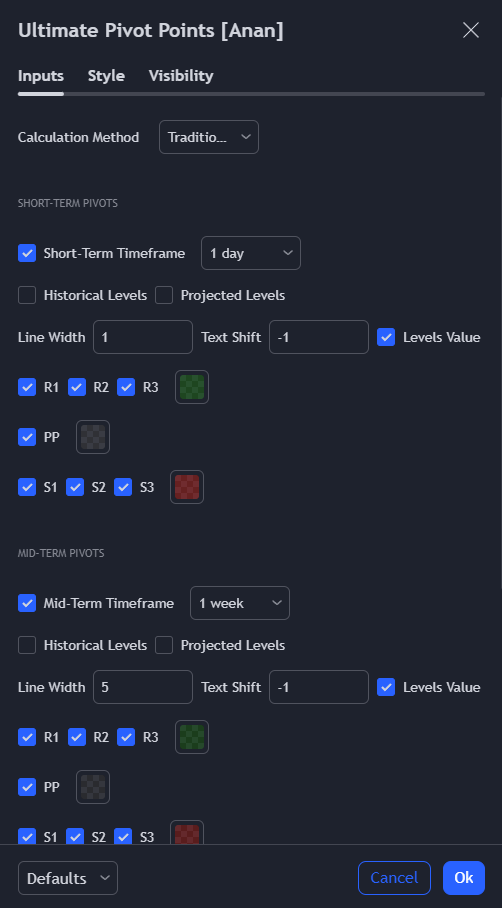 Ultimate Pivot Points [Anan]
Inputs Style Visibility
Calculation Method Traditio...
SHORT-TERM PIVOTS
Short-Term Timeframe 1 day
Historical Levels Projected Levels
Line Width 1 Text Shift -1 Levels Value
R1 R2 R3
PP
S1 S2 S3
MID-TERM PIVOTS
Mid-Term Timeframe 1 week
Historical Levels Projected Levels
Line Width 5 Text Shift -1 Levels Value
R1 R2 R3
PP
S1 S2 S3
Defaults Cancel Ok